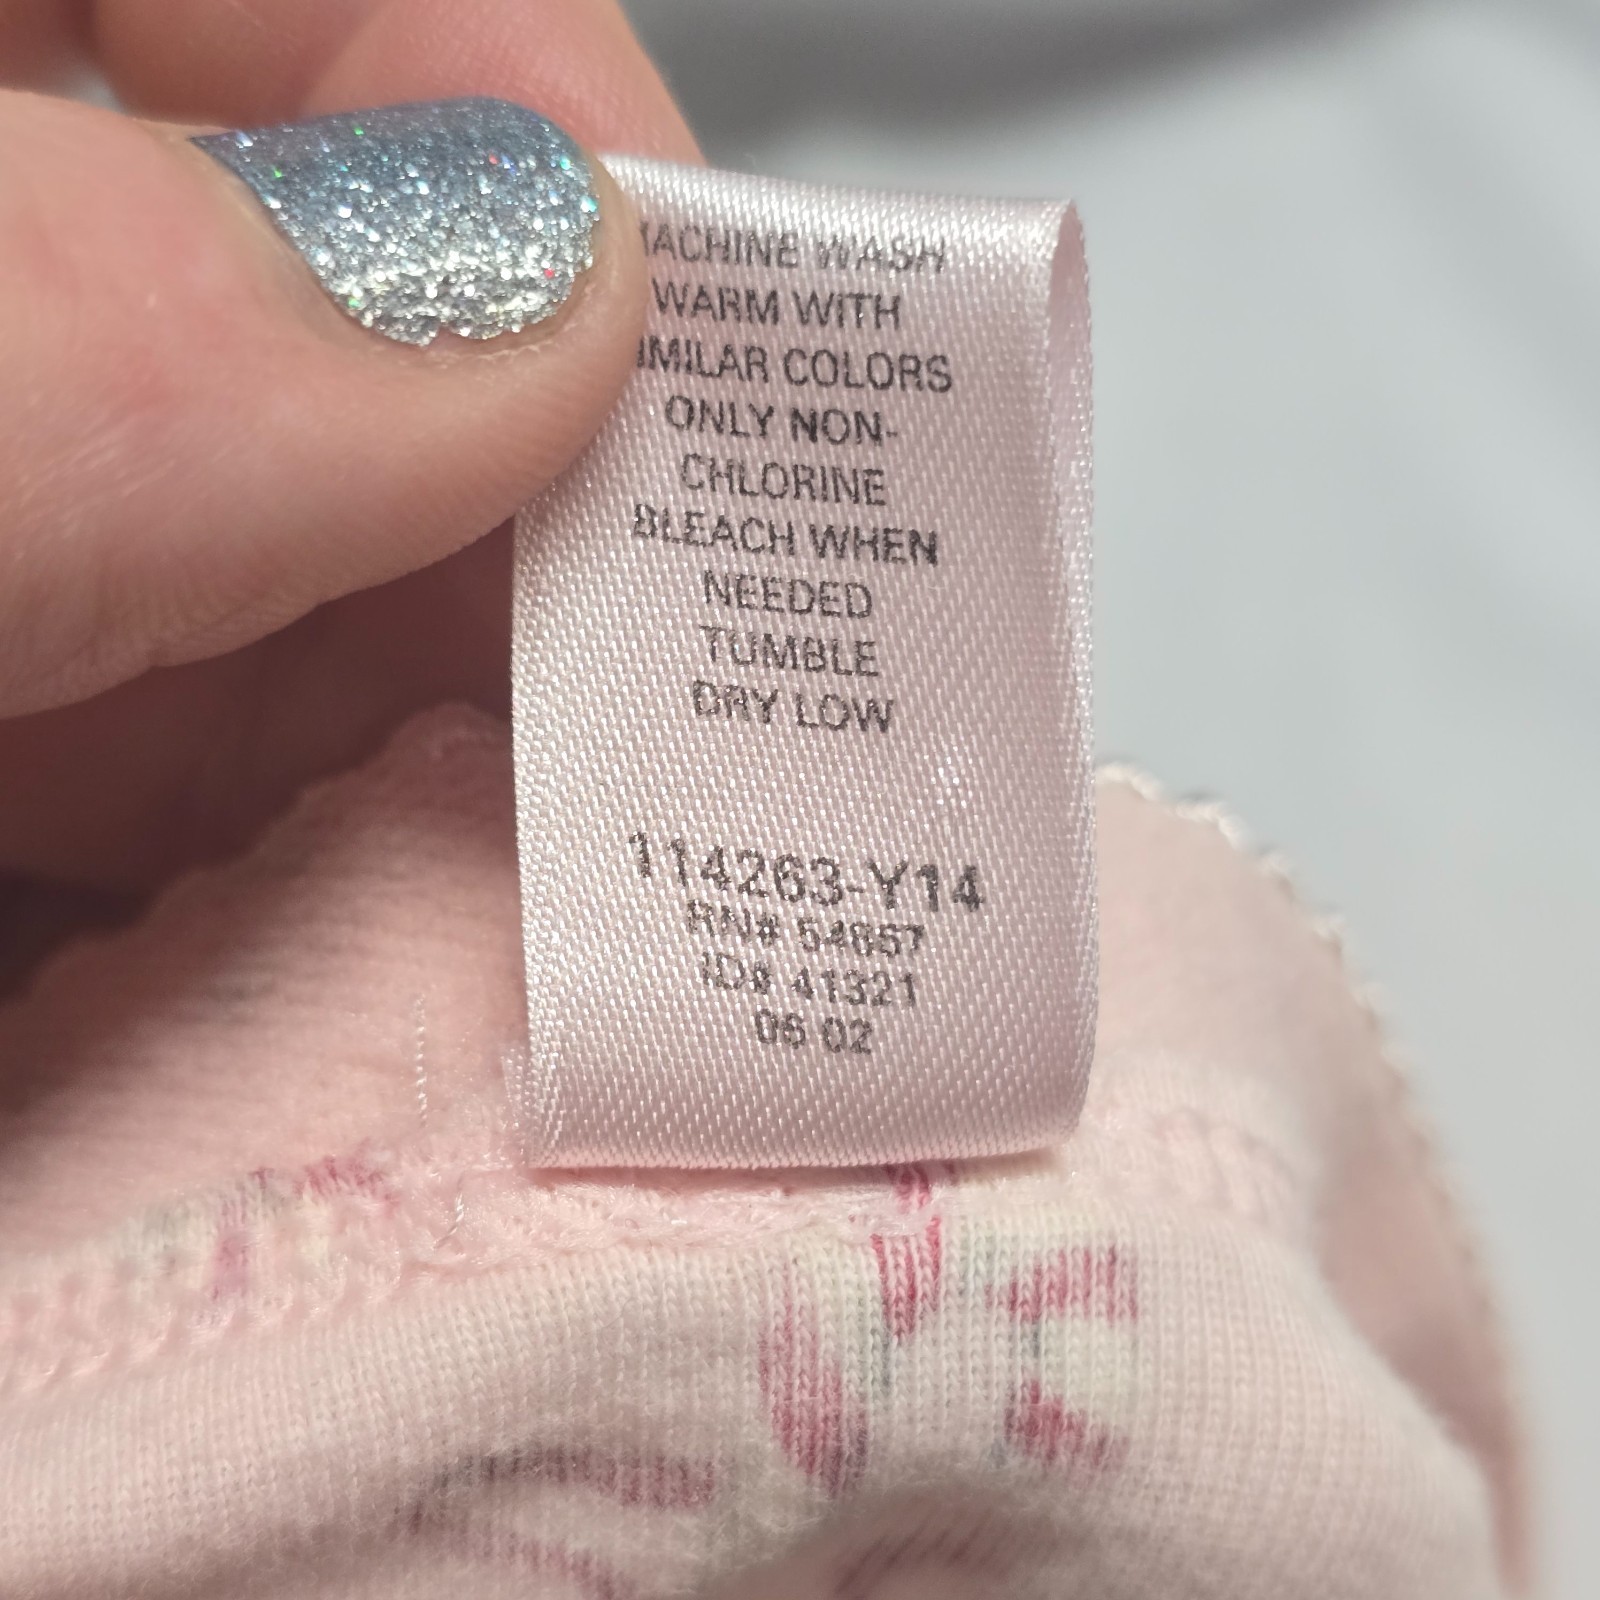 MACHINE WASH
WARM WITH
SIMILAR COLORS
ONLY NON-
CHLORINE
BLEACH WHEN
NEEDED
TUMBLE
DRY LOW
114263-Y14
RN# 54857
ID# 41321
06 02